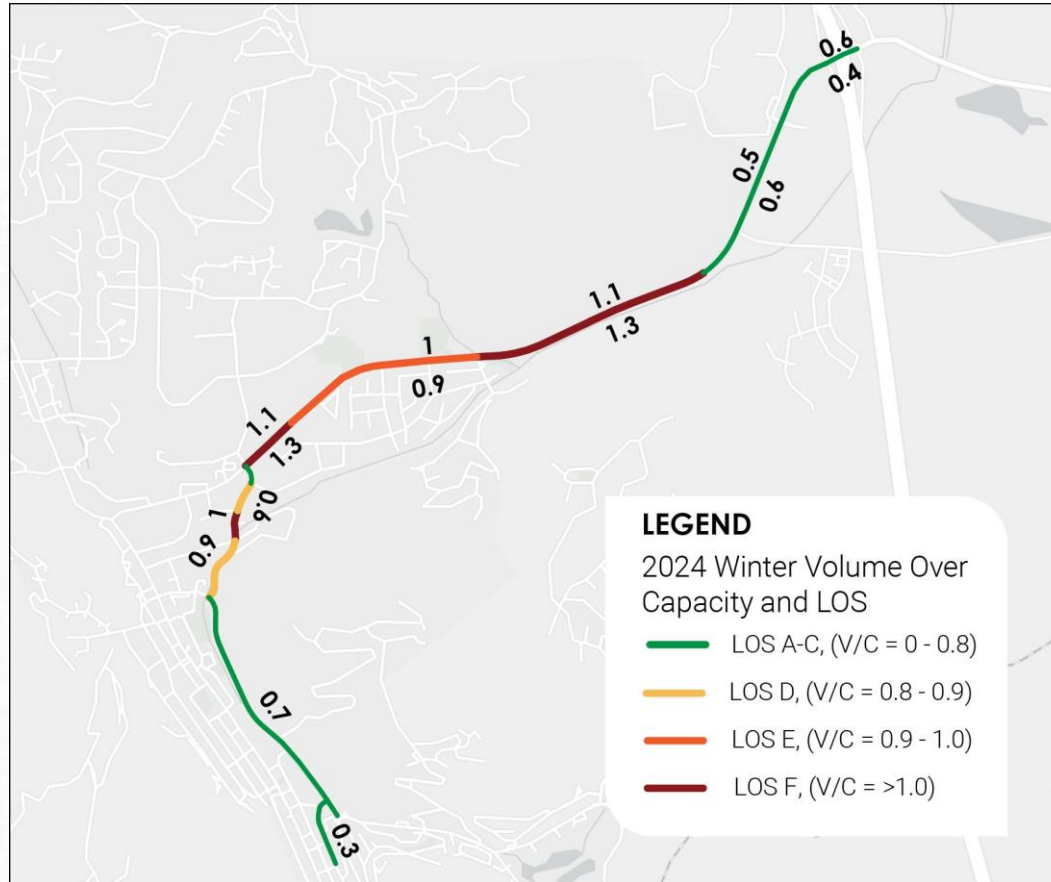 0.6
0.4
0.5
0.6
1.1
1.3
1
0.9
1.1
1.3
0.6
1
0.9
0.7
0.3
LEGEND
2024 Winter Volume Over
Capacity and LOS
LOS A-C, (V/C = 0 - 0.8)
LOS D, (V/C = 0.8 - 0.9)
LOS E, (V/C = 0.9 - 1.0)
LOS F, (V/C = >1.0)